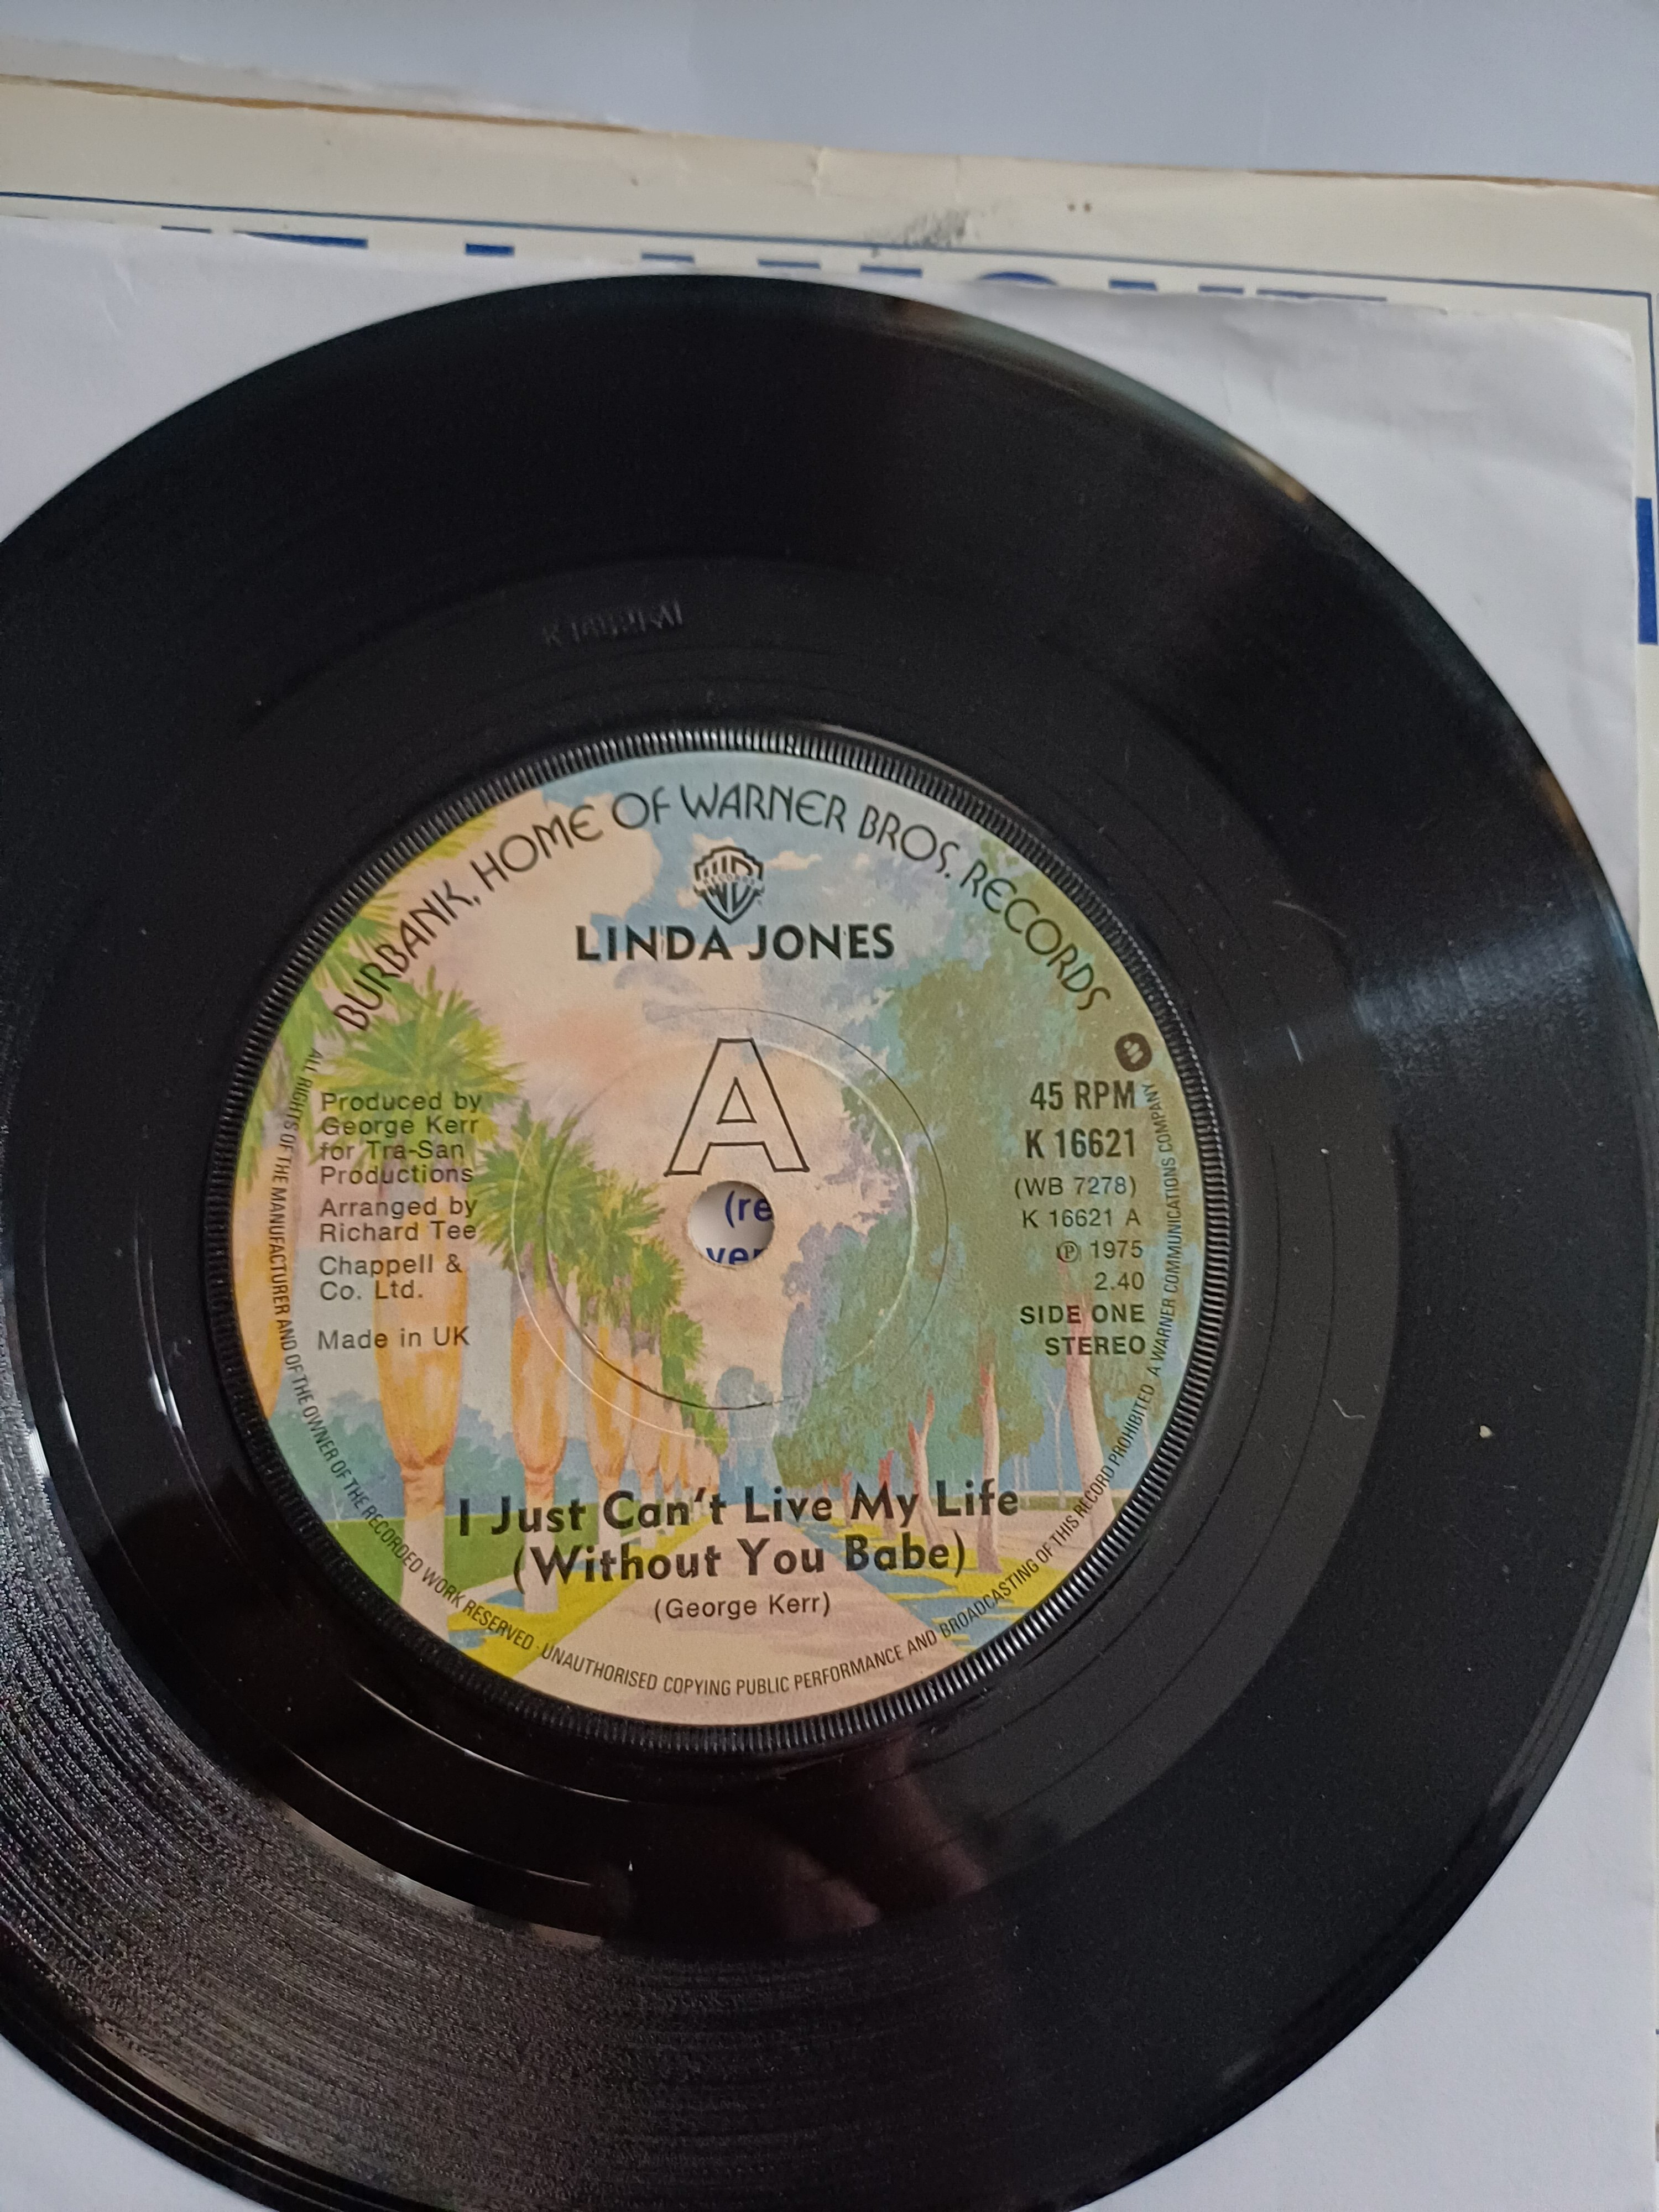 BURBANK, HOME OF WARNER BROS. RECORDS
RECORDS
LINDA JONES
A
Produced by
George Kerr
for Tra-San
Productions
Arranged by
Richard Tee
Chappell &
Co. Ltd.
Made in UK
45 RPM
K 16621
(WB 7278)
K 16621 A
Ⓟ 1975
2.40
SIDE ONE
STEREO
(re
ver
I Just Can't Live My Life
(Without You Babe)
(George Kerr)
ALL RIGHTS OF THE MANUFACTURER AND OF THE OWNER OF THE RECORDED WORK RESERVED · UNAUTHORISED COPYING PUBLIC PERFORMANCE AND BROADCASTING OF THIS RECORD PROHIBITED. A WARNER COMMUNICATIONS COMPANY